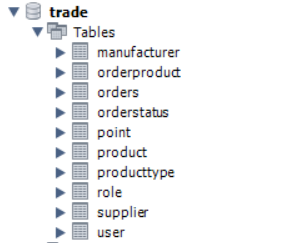 trade
Tables
manufacturer
orderproduct
orders
orderstatus
point
product
producttype
role
supplier
user